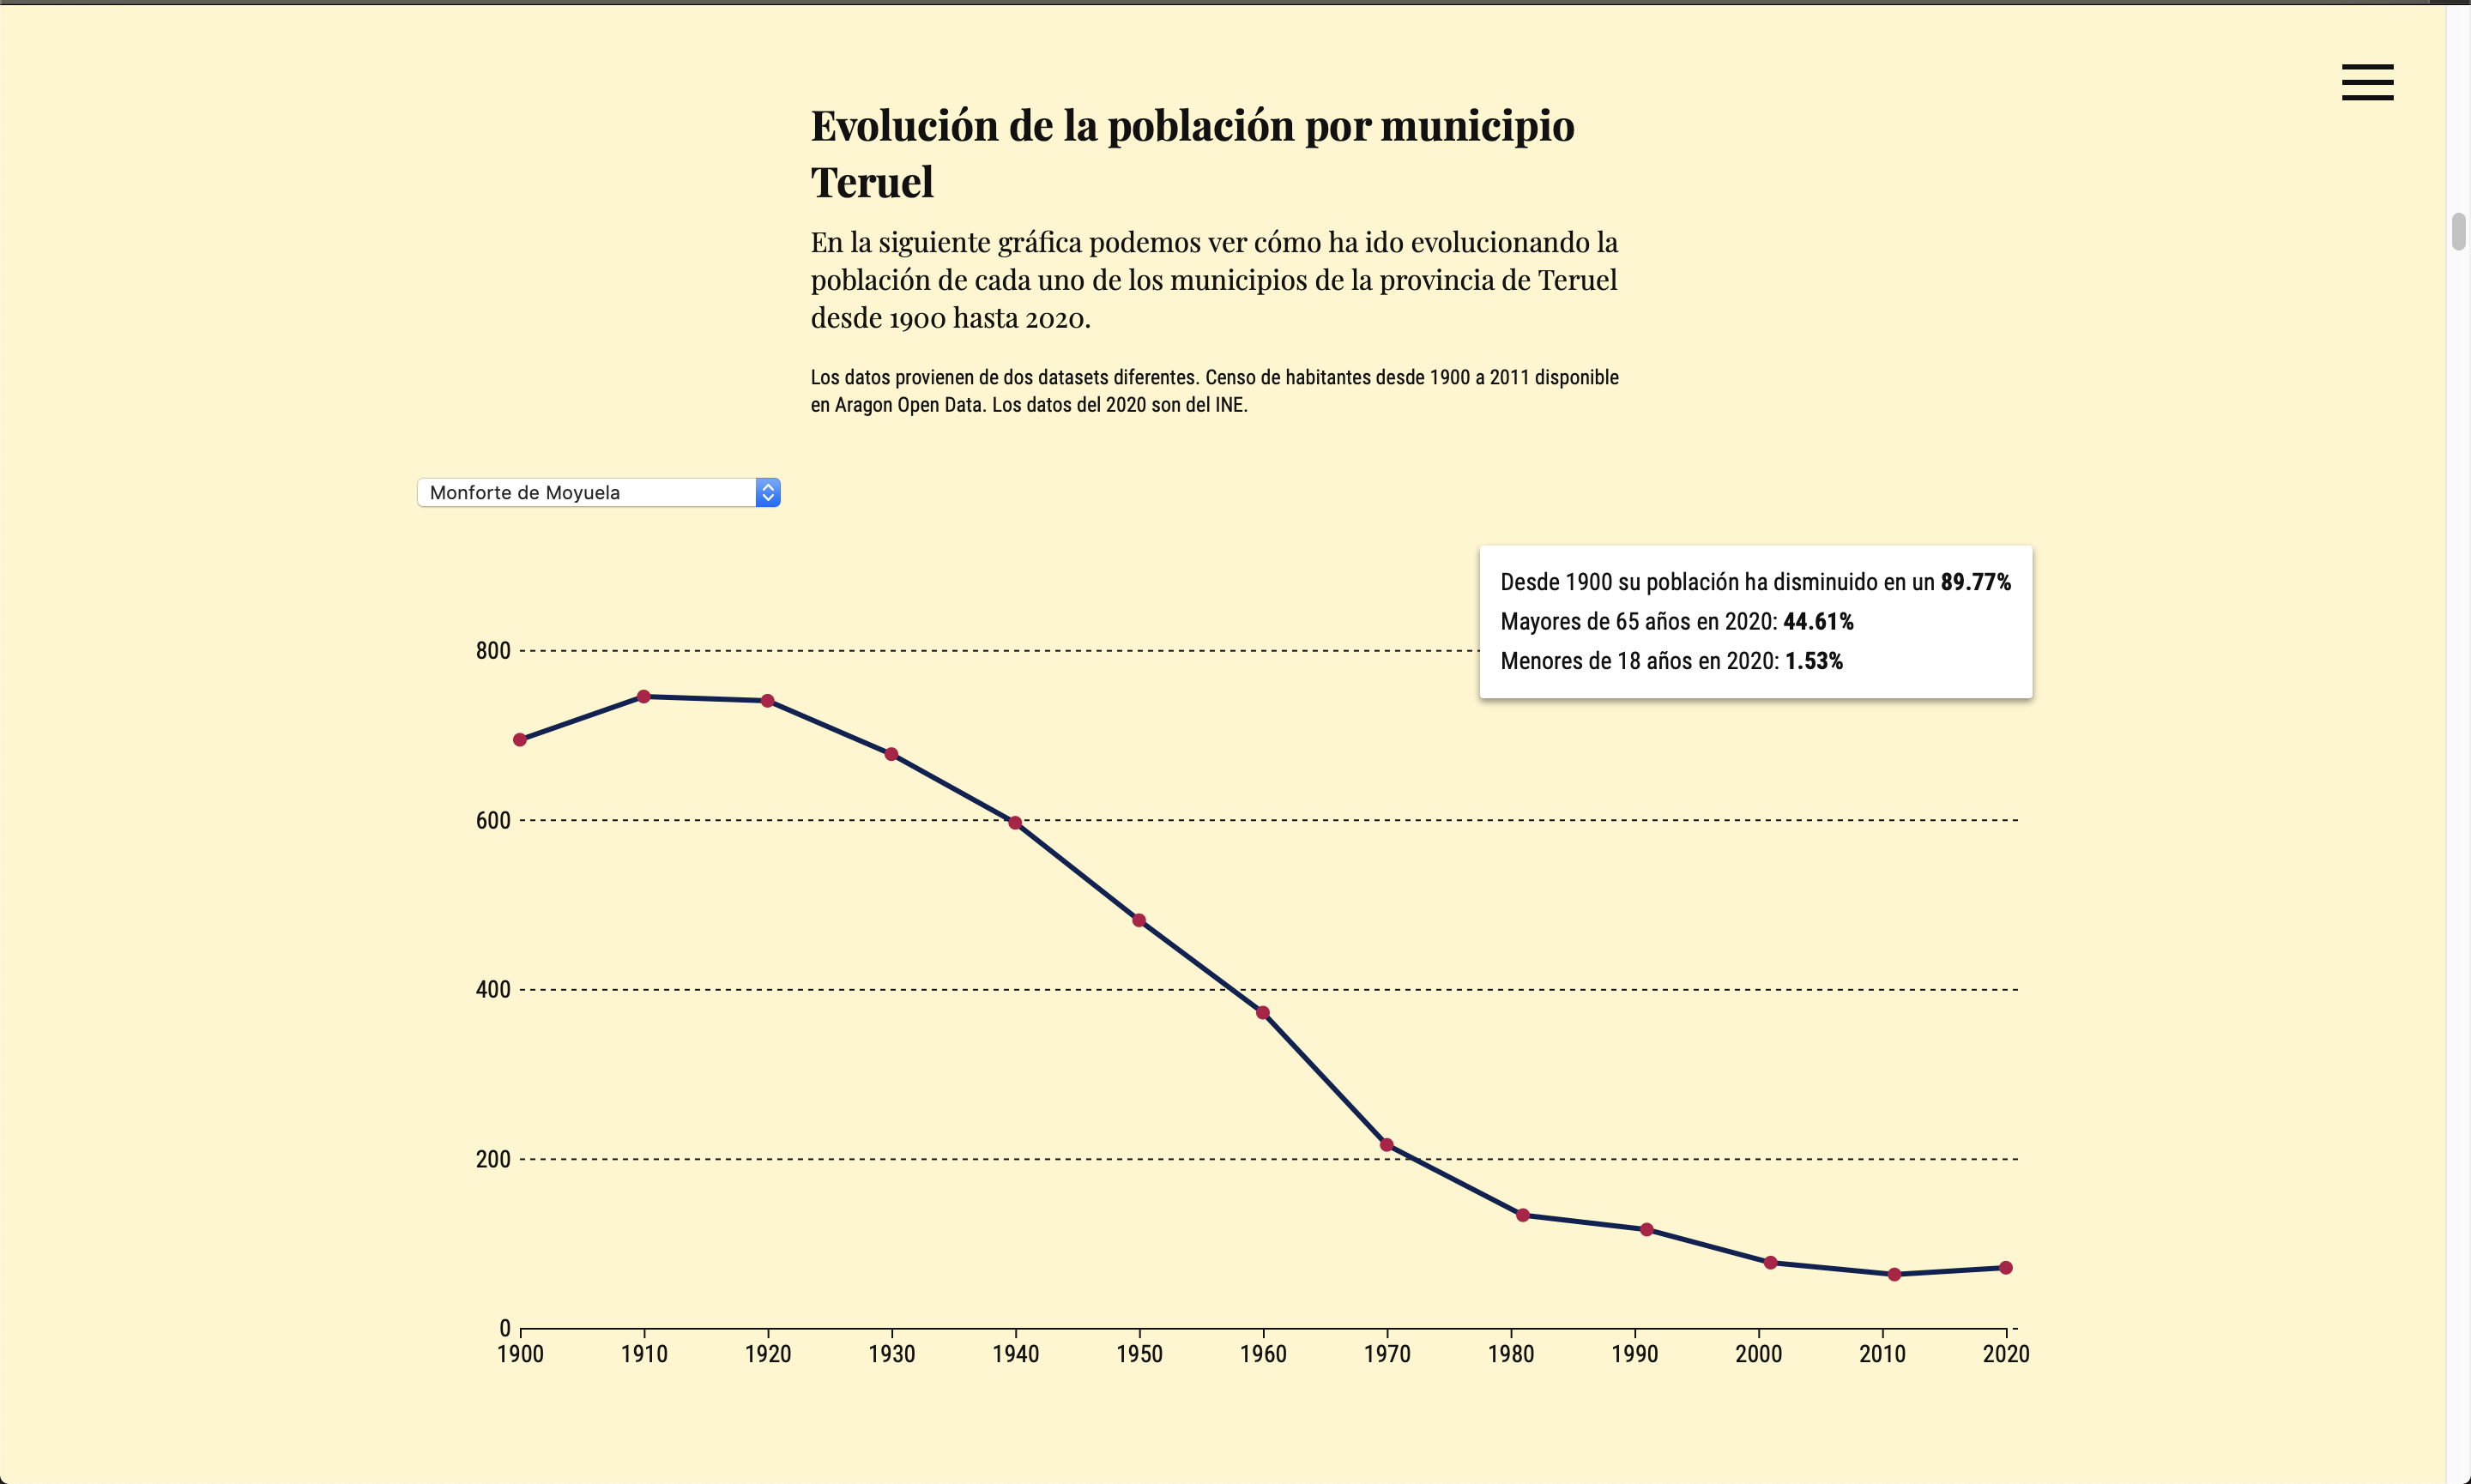 Evolución de la población por municipio
Teruel
En la siguiente gráfica podemos ver cómo ha ido evolucionando la
población de cada uno de los municipios de la provincia de Teruel
desde 1900 hasta 2020.
Los datos provienen de dos datasets diferentes. Censo de habitantes desde 1900 a 2011 disponible
en Aragon Open Data. Los datos del 2020 son del INE.
Monforte de Moyuela
Desde 1900 su población ha disminuido en un 89.77%
Mayores de 65 años en 2020: 44.61%
Menores de 18 años en 2020: 1.53%
800
600
400
200
0
1900 1910 1920 1930 1940 1950 1960 1970 1980 1990 2000 2010 2020